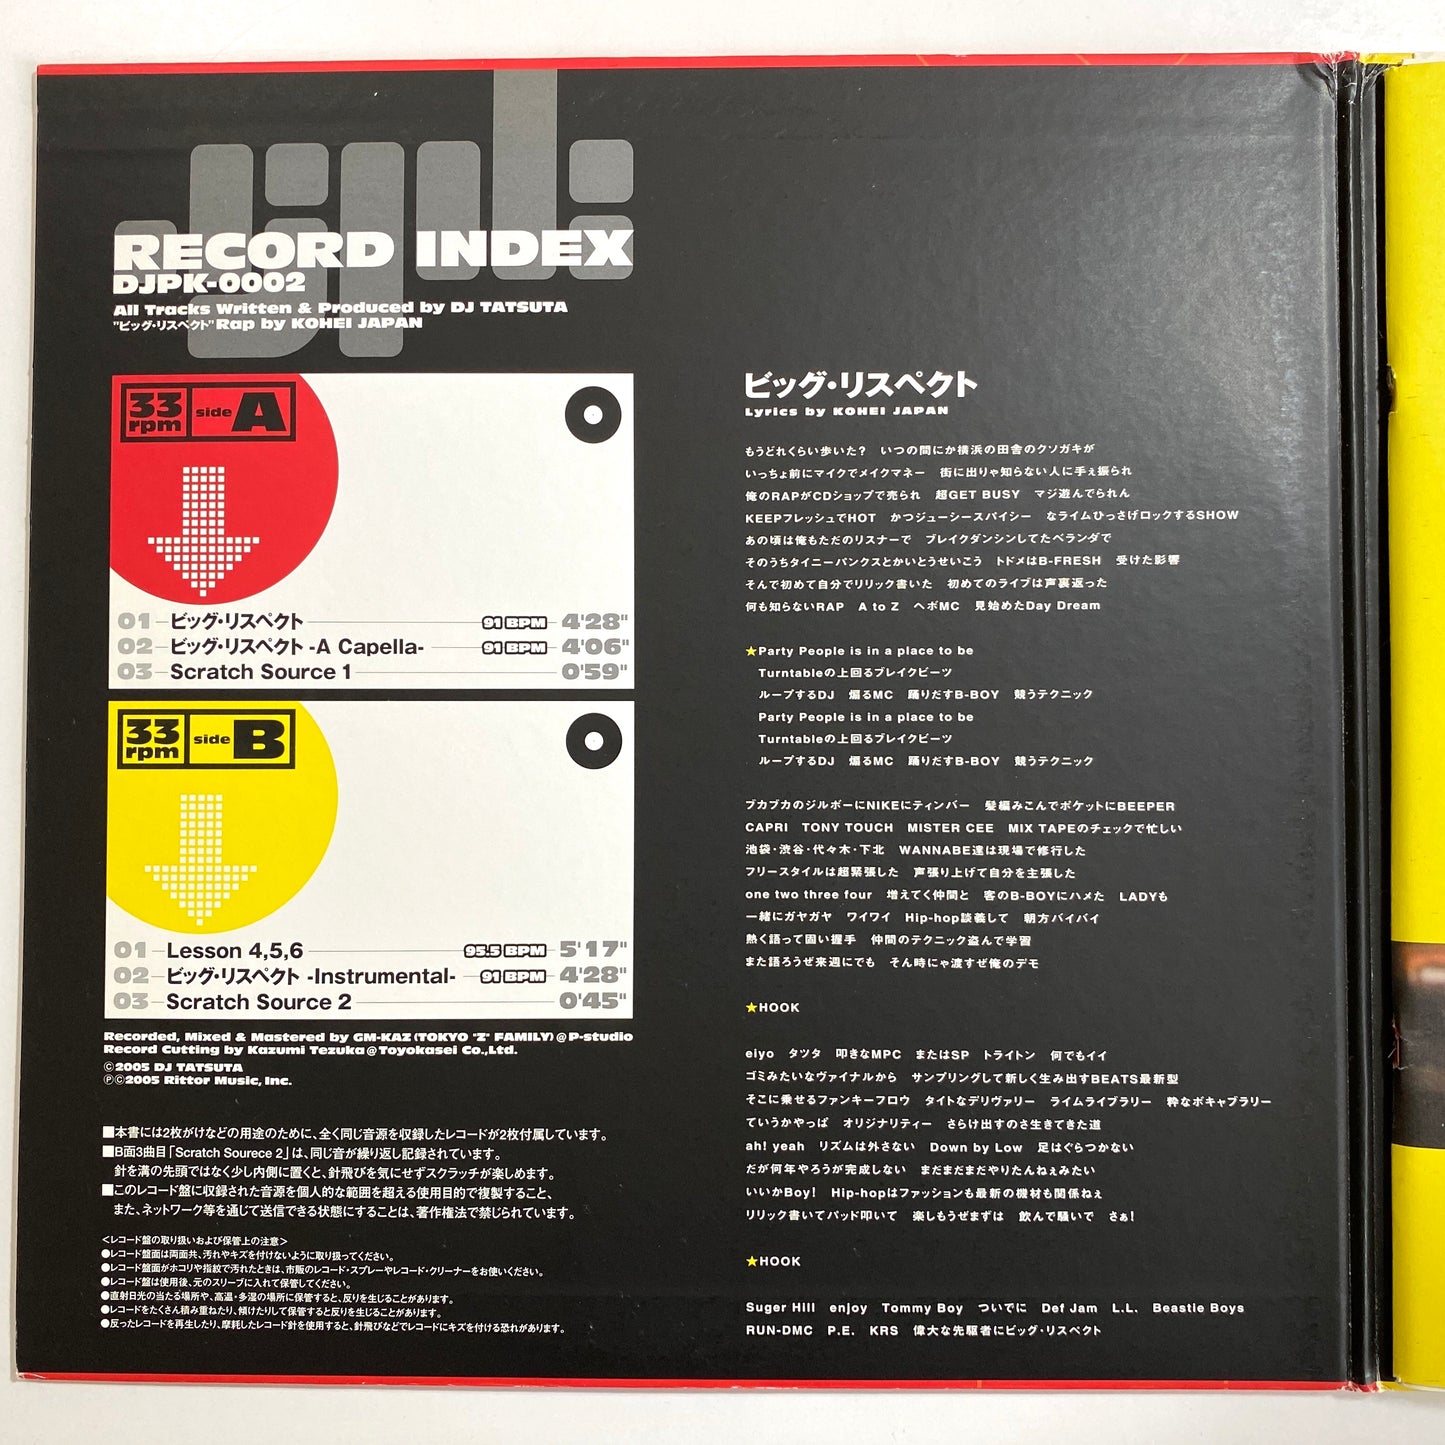 RECORD INDEX
DJPK-0002
All Tracks Written & Produced by DJ TATSUTA
"ビッグ・リスペクト" Rap by KOHEI JAPAN
33 rpm side A
01 ビッグ・リスペクト 91 BPM 4'28"
02 ビッグ・リスペクト -A Capella- 91 BPM 4'06"
03 Scratch Source 1 0'59"
33 rpm side B
01 Lesson 4,5,6 95.5 BPM 5'17"
02 ビッグ・リスペクト -Instrumental- 91 BPM 4'28"
03 Scratch Source 2 0'45"
Recorded, Mixed & Mastered by GM-KAZ (TOKYO "Z" FAMILY) @ P-studio
Record Cutting by Kazumi Tezuka @ Toyokasei Co.,Ltd.
©2005 DJ TATSUTA
℗©2005 Rittor Music, Inc.
■本書には2枚がけなどの用途のために、全く同じ音源を収録したレコードが2枚付属しています。
■B面3曲目「Scratch Sourece 2」は、同じ音が繰り返し記録されています。
針を溝の先頭ではなく少し内側に置くと、針飛びを気にせずスクラッチが楽しめます。
■このレコード盤に収録された音源を個人的な範囲を超える使用目的で複製すること、
また、ネットワーク等を通じて送信できる状態にすることは、著作権法で禁じられています。
<レコード盤の取り扱いおよび保管上の注意>
●レコード盤面は両面共、汚れやキズを付けないように取り扱ってください。
●レコード盤面がホコリや指紋で汚れたときは、市販のレコード・スプレーやレコード・クリーナーをお使いください。
●レコード盤は使用後、元のスリーブに入れて保管してください。
●直射日光の当たる場所や、高温・多湿の場所に保管すると、反りを生じることがあります。
●レコードをたくさん積み重ねたり、傾けたりして保管すると反りを生じることがあります。
●反ったレコードを再生したり、摩耗したレコード針を使用すると、針飛びなどでレコードにキズを付ける恐れがあります。
ビッグ・リスペクト
Lyrics by KOHEI JAPAN
もうどれくらい歩いた? いつの間にか横浜の田舎のクソガキが
いっちょ前にマイクでメイクマネー 街に出りゃ知らない人に手ぇ振られ
俺のRAPがCDショップで売られ 超GET BUSY マジ遊んでられん
KEEPフレッシュでHOT かつジューシースパイシー なライムひっさげロックするSHOW
あの頃は俺もただのリスナーで ブレイクダンシンしてたベランダで
そのうちタイニーパンクスとかいとうせいこう トドメはB-FRESH 受けた影響
そんで初めて自分でリリック書いた 初めてのライブは声裏返った
何も知らないRAP A to Z ヘボMC 見始めたDay Dream
★Party People is in a place to be
Turntableの上回るブレイクビーツ
ループするDJ 煽るMC 踊りだすB-BOY 競うテクニック
Party People is in a place to be
Turntableの上回るブレイクビーツ
ループするDJ 煽るMC 踊りだすB-BOY 競うテクニック
ブカブカのジルボーにNIKEにティンバー 髪編みこんでポケットにBEEPER
CAPRI TONY TOUCH MISTER CEE MIX TAPEのチェックで忙しい
池袋・渋谷・代々木・下北 WANNABE達は現場で修行した
フリースタイルは超緊張した 声張り上げて自分を主張した
one two three four 増えてく仲間と 客のB-BOYにハメた LADYも
一緒にガヤガヤ ワイワイ Hip-hop談義して 朝方バイバイ
熱く語って固い握手 仲間のテクニック盗んで学習
また語ろうぜ来週にでも そん時にゃ渡すぜ俺のデモ
★HOOK
eiyo タツタ 叩きなMPC またはSP トライトン 何でもイイ
ゴミみたいなヴァイナルから サンプリングして新しく生み出すBEATS最新型
そこに乗せるファンキーフロウ タイトなデリヴァリー ライムライブラリー 粋なボキャブラリー
ていうかやっぱ オリジナリティー さらけ出すのさ生きてきた道
ah! yeah リズムは外さない Down by Low 足はぐらつかない
だが何年やろうが完成しない まだまだまだやりたんねぇみたい
いいかBoy! Hip-hopはファッションも最新の機材も関係ねぇ
リリック書いてパッド叩いて 楽しもうぜまずは 飲んで騒いで さぁ!
★HOOK
Suger Hill enjoy Tommy Boy ついでに Def Jam L.L. Beastie Boys
RUN-DMC P.E. KRS 偉大な先駆者にビッグ・リスペクト